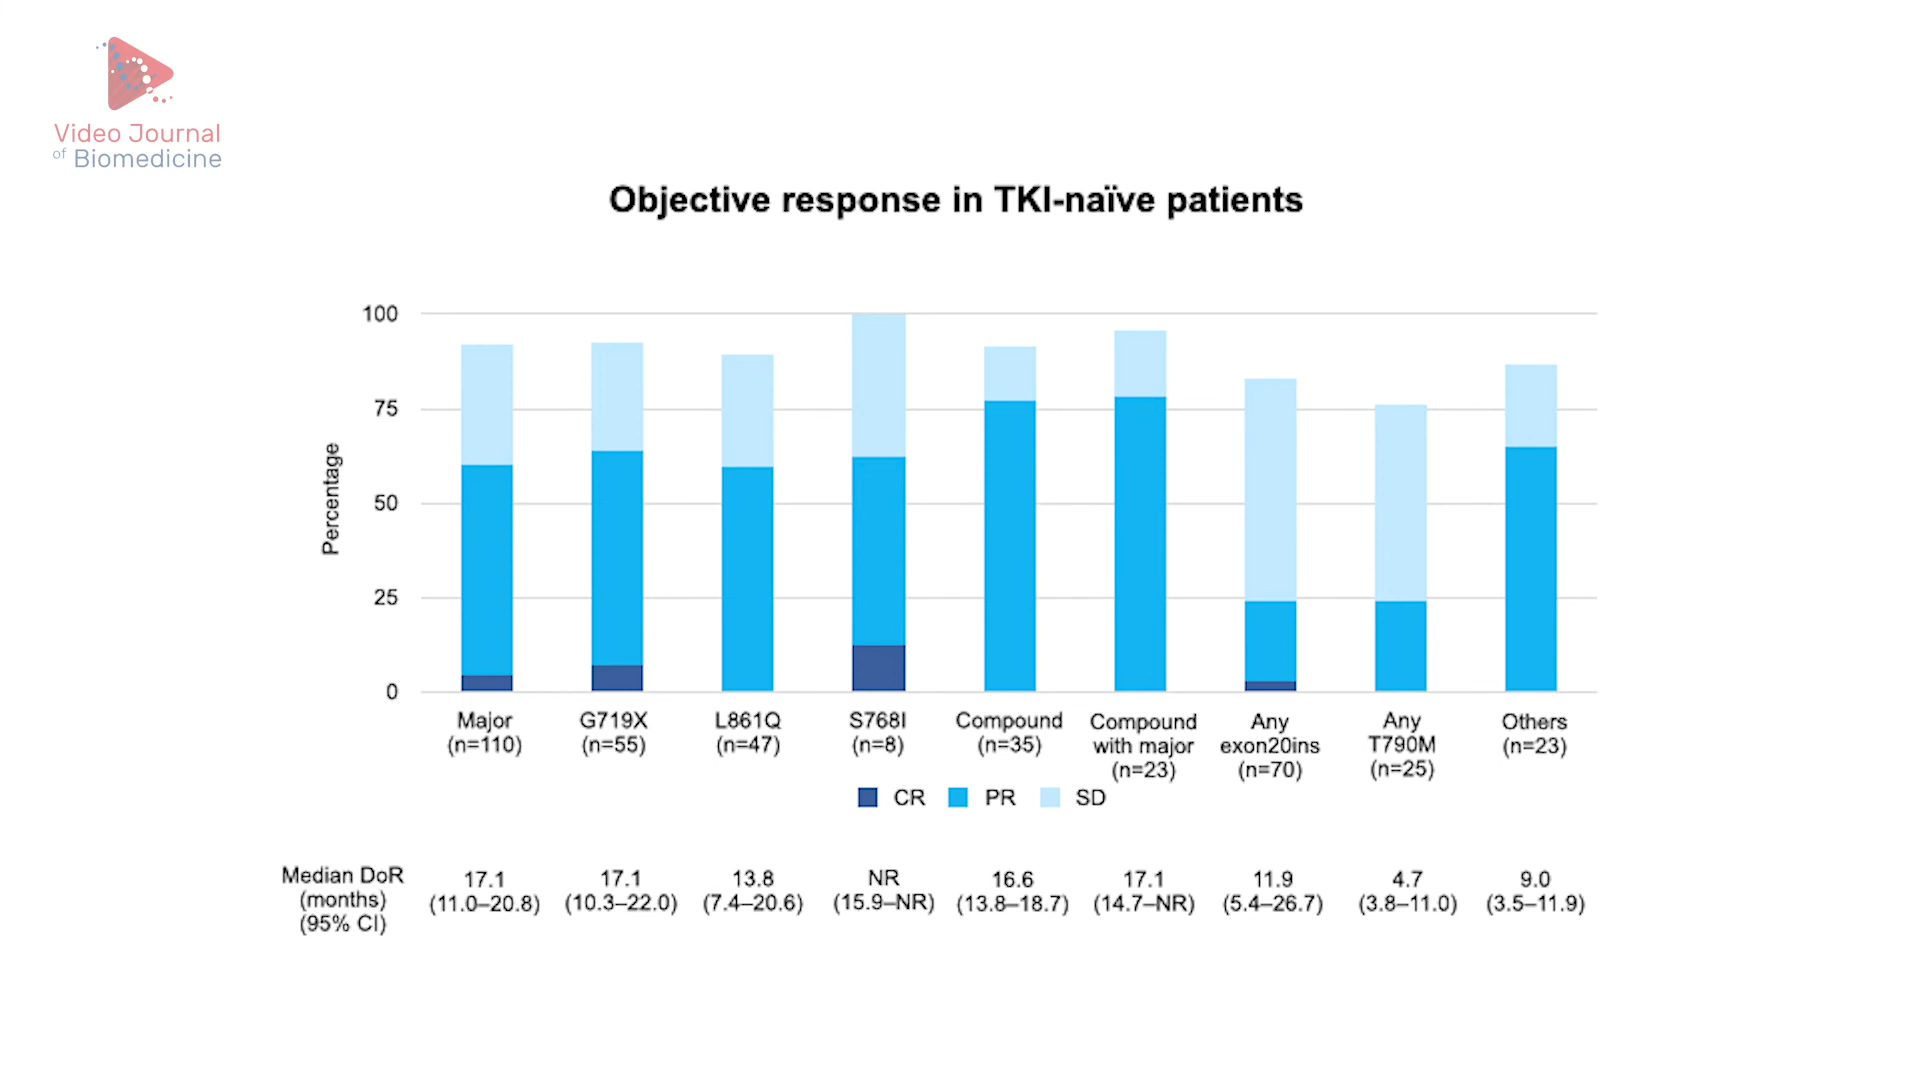 Video Journal
of Biomedicine
Objective response in TKI-naïve patients
Percentage
100
75
50
25
0
Major
(n=110)
G719X
(n=55)
L861Q
(n=47)
S768I
(n=8)
Compound
(n=35)
Compound
with major
(n=23)
Any
exon20ins
(n=70)
Any
T790M
(n=25)
Others
(n=23)
CR PR SD
Median DoR
(months)
(95% CI)
17.1
(11.0–20.8)
17.1
(10.3–22.0)
13.8
(7.4–20.6)
NR
(15.9–NR)
16.6
(13.8–18.7)
17.1
(14.7–NR)
11.9
(5.4–26.7)
4.7
(3.8–11.0)
9.0
(3.5–11.9)